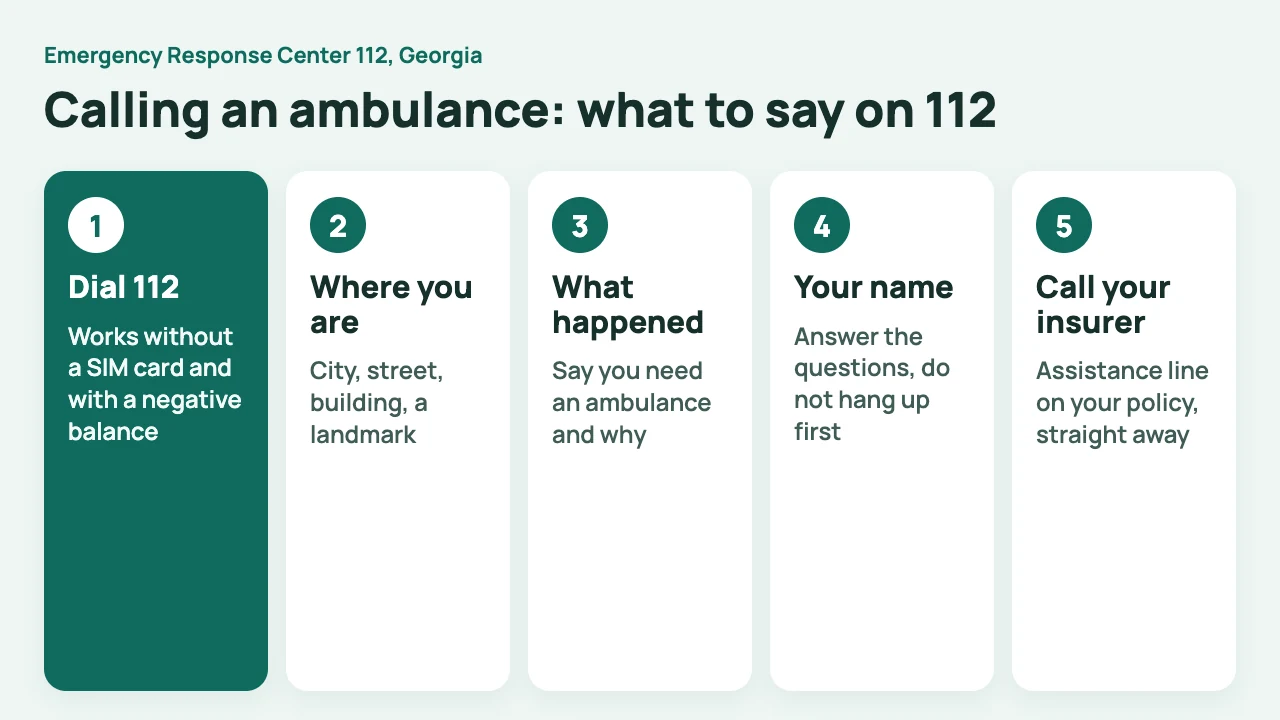 Emergency Response Center 112, Georgia
Calling an ambulance: what to say on 112
1
Dial 112
Works without
a SIM card and
with a negative
balance
2
Where you
are
City, street,
building, a
landmark
3
What
happened
Say you need
an ambulance
and why
4
Your name
Answer the
questions, do
not hang up
first
5
Call your
insurer
Assistance line
on your policy,
straight away